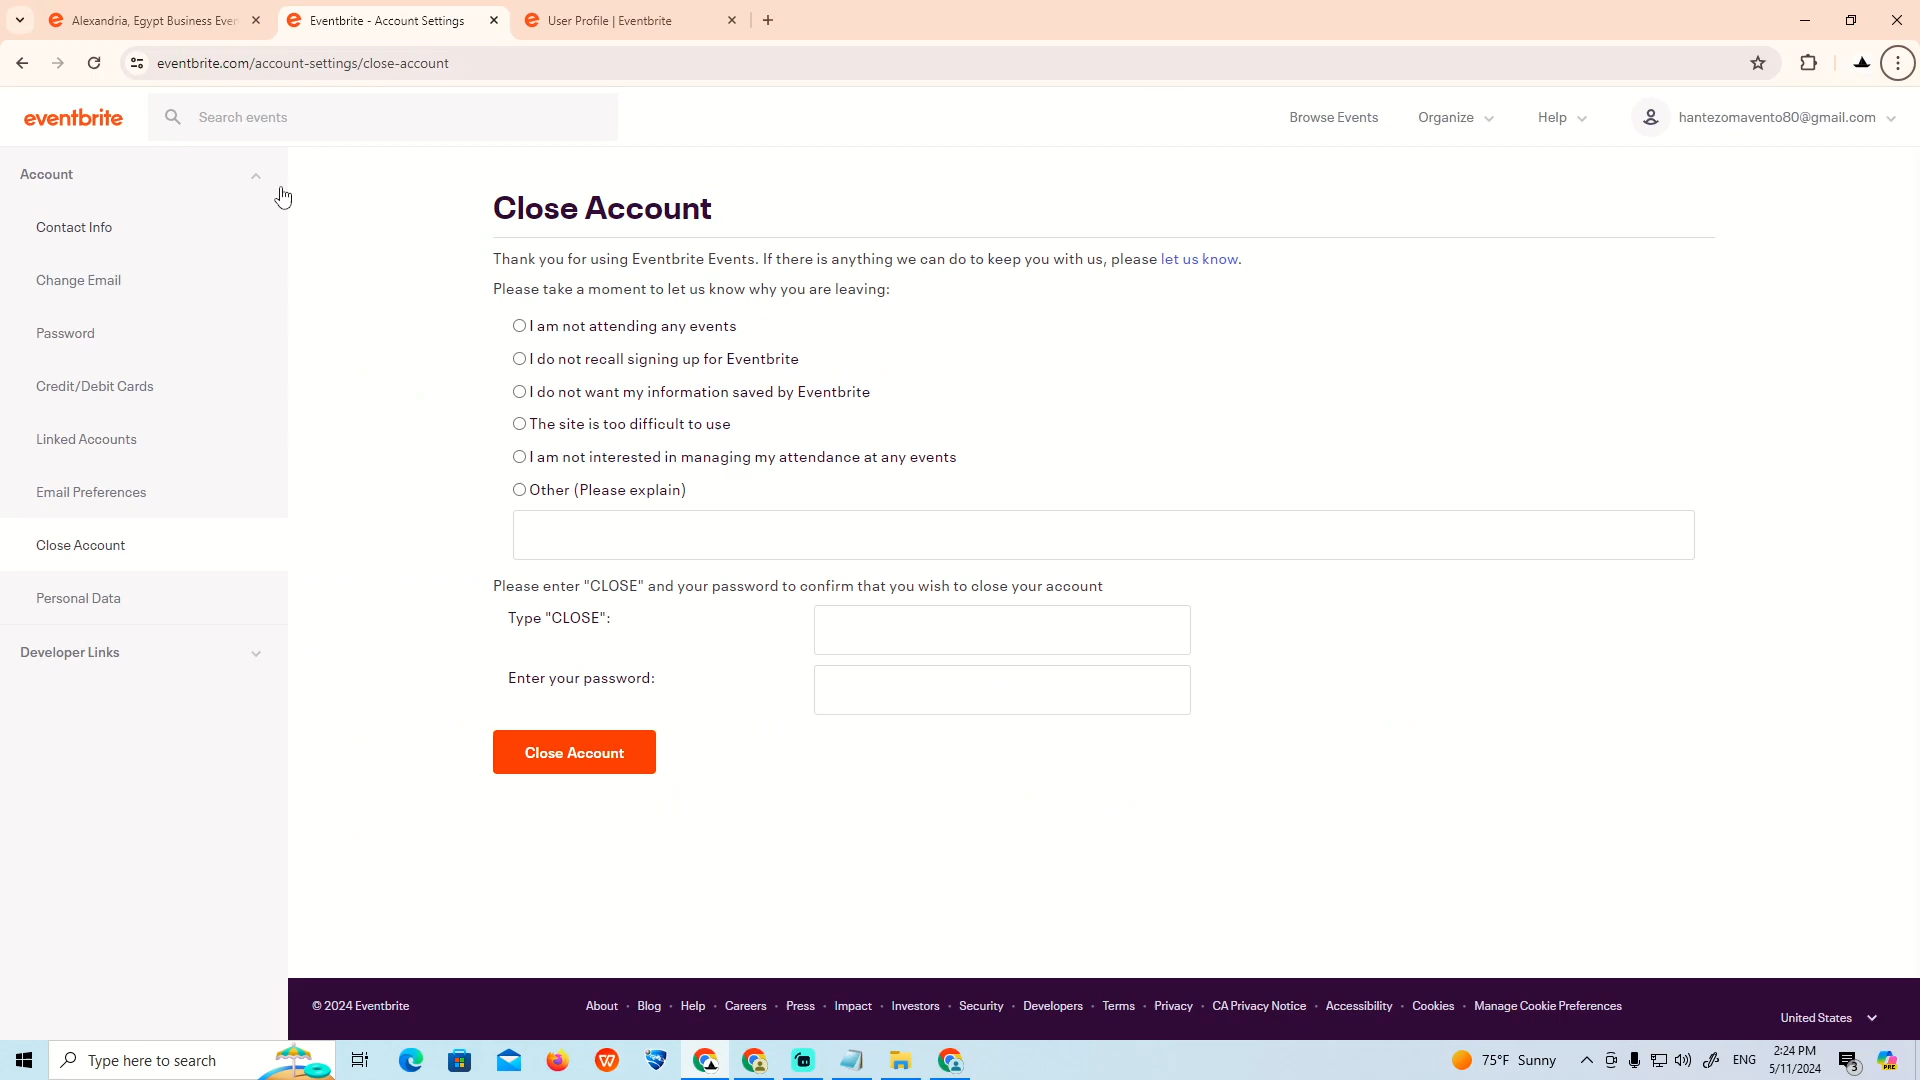 Alexandria, Egypt Business Even
Eventbrite - Account Settings
User Profile | Eventbrite
eventbrite.com/account-settings/close-account
eventbrite
Search events
Browse Events
Organize
Help
hantezomavento80@gmail.com
Account
Contact Info
Change Email
Password
Credit/Debit Cards
Linked Accounts
Email Preferences
Close Account
Personal Data
Developer Links
Close Account
Thank you for using Eventbrite Events. If there is anything we can do to keep you with us, please let us know.
Please take a moment to let us know why you are leaving:
I am not attending any events
I do not recall signing up for Eventbrite
I do not want my information saved by Eventbrite
The site is too difficult to use
I am not interested in managing my attendance at any events
Other (Please explain)
Please enter "CLOSE" and your password to confirm that you wish to close your account
Type "CLOSE":
Enter your password:
Close Account
© 2024 Eventbrite
About · Blog · Help · Careers · Press · Impact · Investors · Security · Developers · Terms · Privacy · CA Privacy Notice · Accessibility · Cookies · Manage Cookie Preferences
United States
Type here to search
75°F Sunny
ENG
2:24 PM
5/11/2024
3
PRE